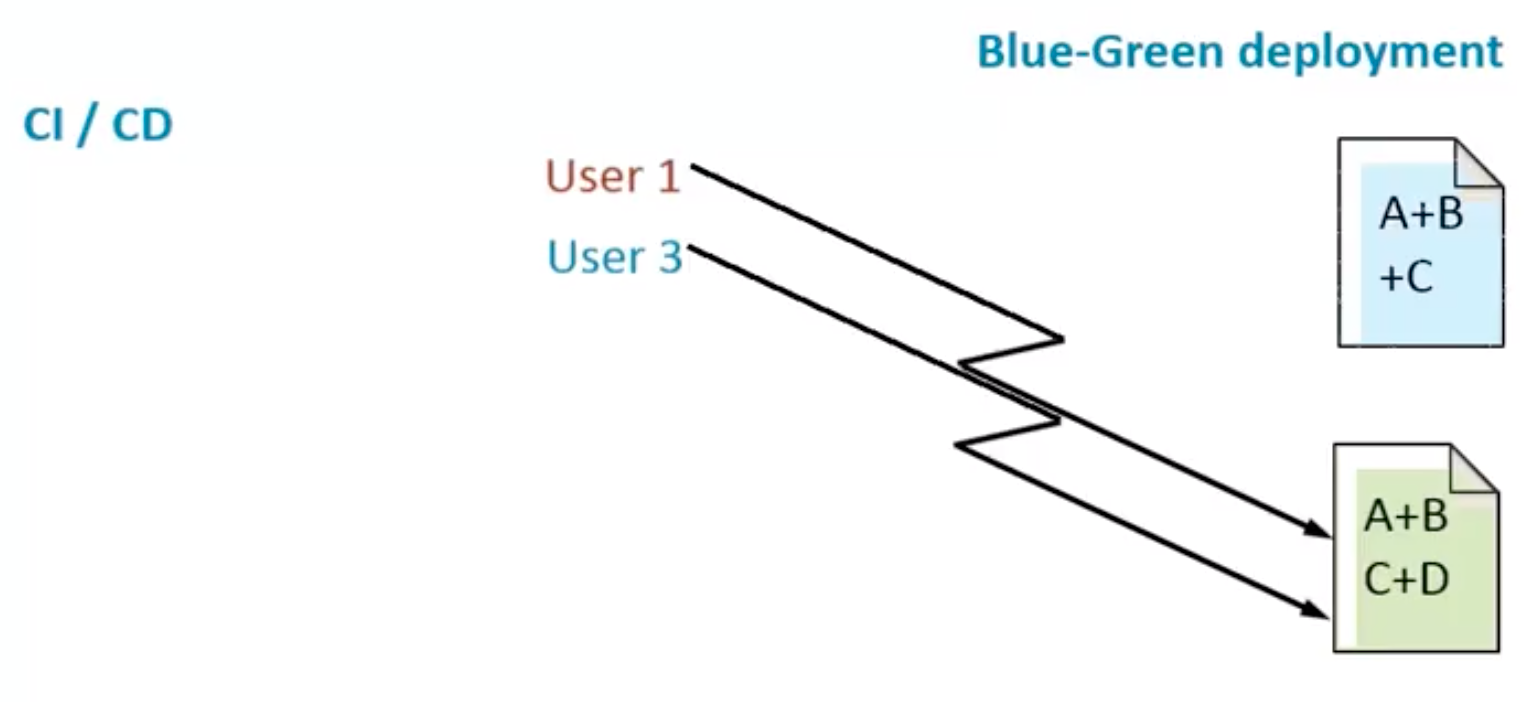 Blue-Green deployment
CI / CD
User 1
User 3
A+B
+C
A+B
C+D